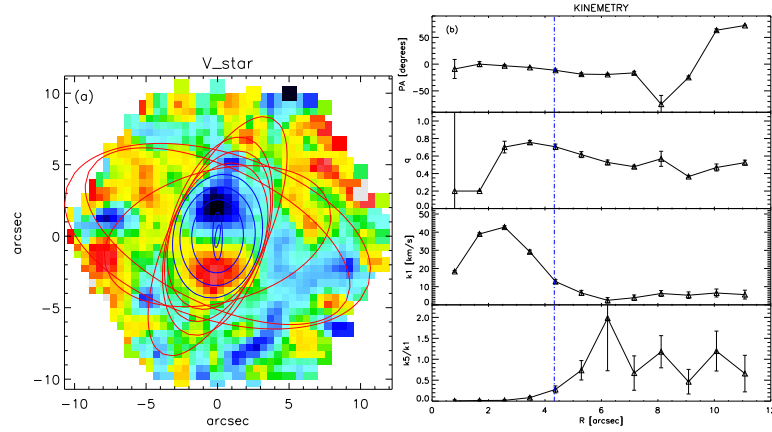 V_star
(a)
10
5
0
−5
−10
arcsec
−10 −5 0 5 10
arcsec
KINEMETRY
(b)
PA [degrees]
50
0
−50
q
1.0
0.8
0.6
0.4
0.2
k1 [km/s]
50
40
30
20
10
0
k5/k1
2.0
1.5
1.0
0.5
0.0
0 2 4 6 8 10 12
R [arcsec]